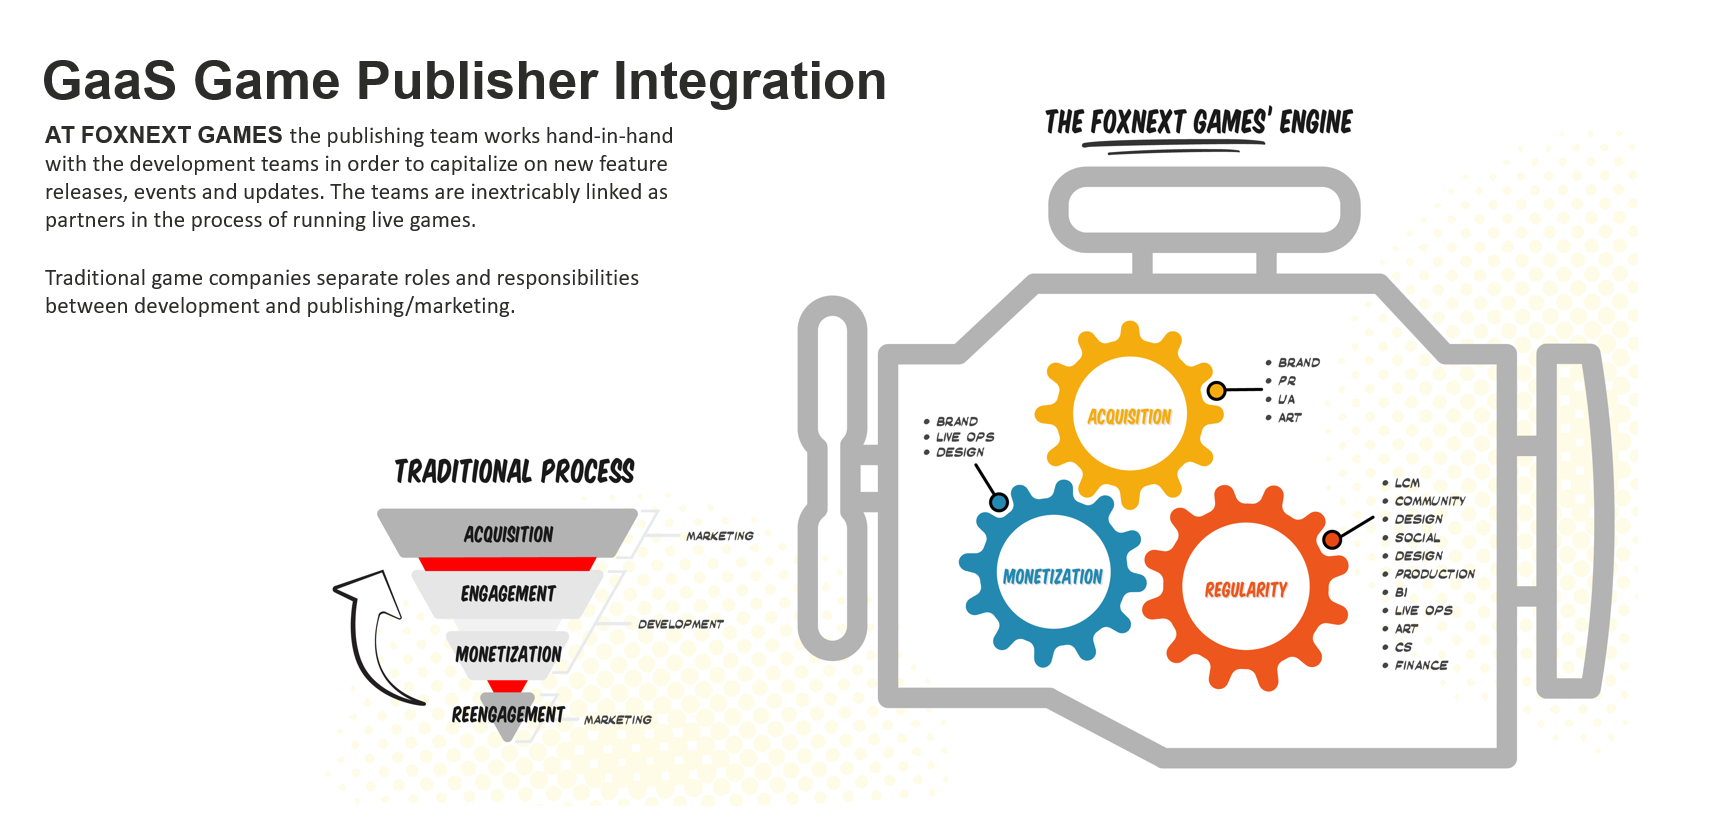 GaaS Game Publisher Integration
AT FOXNEXT GAMES the publishing team works hand-in-hand
with the development teams in order to capitalize on new feature
releases, events and updates. The teams are inextricably linked as
partners in the process of running live games.
Traditional game companies separate roles and responsibilities
between development and publishing/marketing.
TRADITIONAL PROCESS
ACQUISITION
MARKETING
ENGAGEMENT
DEVELOPMENT
MONETIZATION
REENGAGEMENT
MARKETING
THE FOXNEXT GAMES' ENGINE
ACQUISITION
• BRAND
• PR
• UA
• ART
• BRAND
• LIVE OPS
• DESIGN
MONETIZATION
REGULARITY
• LCM
• COMMUNITY
• DESIGN
• SOCIAL
• DESIGN
• PRODUCTION
• BI
• LIVE OPS
• ART
• CS
• FINANCE